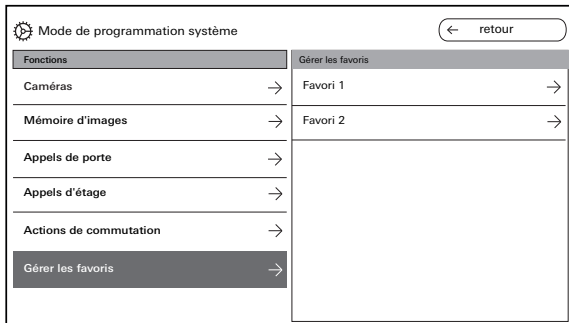 Mode de programmation système
retour
Fonctions
Caméras
Mémoire d'images
Appels de porte
Appels d'étage
Actions de commutation
Gérer les favoris
Gérer les favoris
Favori 1
Favori 2